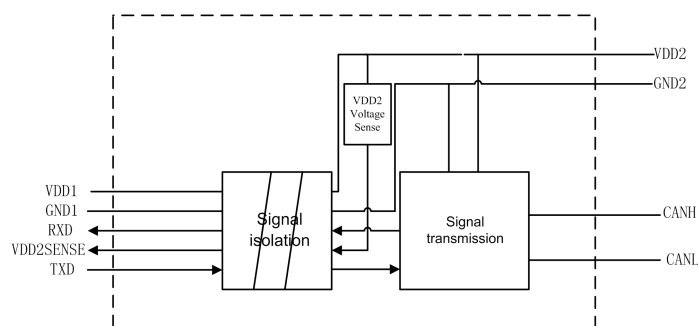 VDD2
GND2
VDD2
Voltage
Sense
VDD1
GND1
RXD
VDD2SENSE
TXD
Signal
isolation
Signal
transmission
CANH
CANL